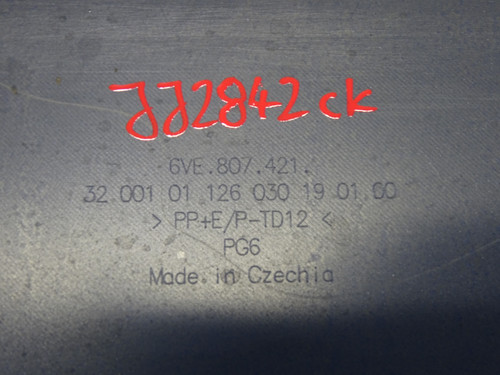 JJ2842ck
6VE.807.421.
32 001 01 126 030 19 01 00
> PP+E/P-TD12 <
PG6
Made in Czechia